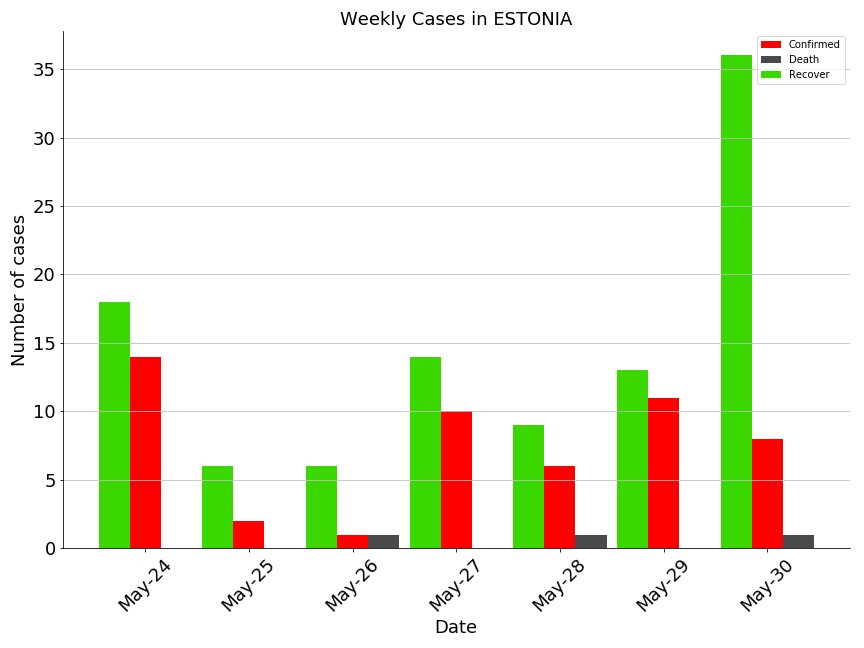 Weekly Cases in ESTONIA
Confirmed
Death
Recover
Number of cases
35
30
25
20
15
10
5
0
May-24
May-25
May-26
May-27
May-28
May-29
May-30
Date